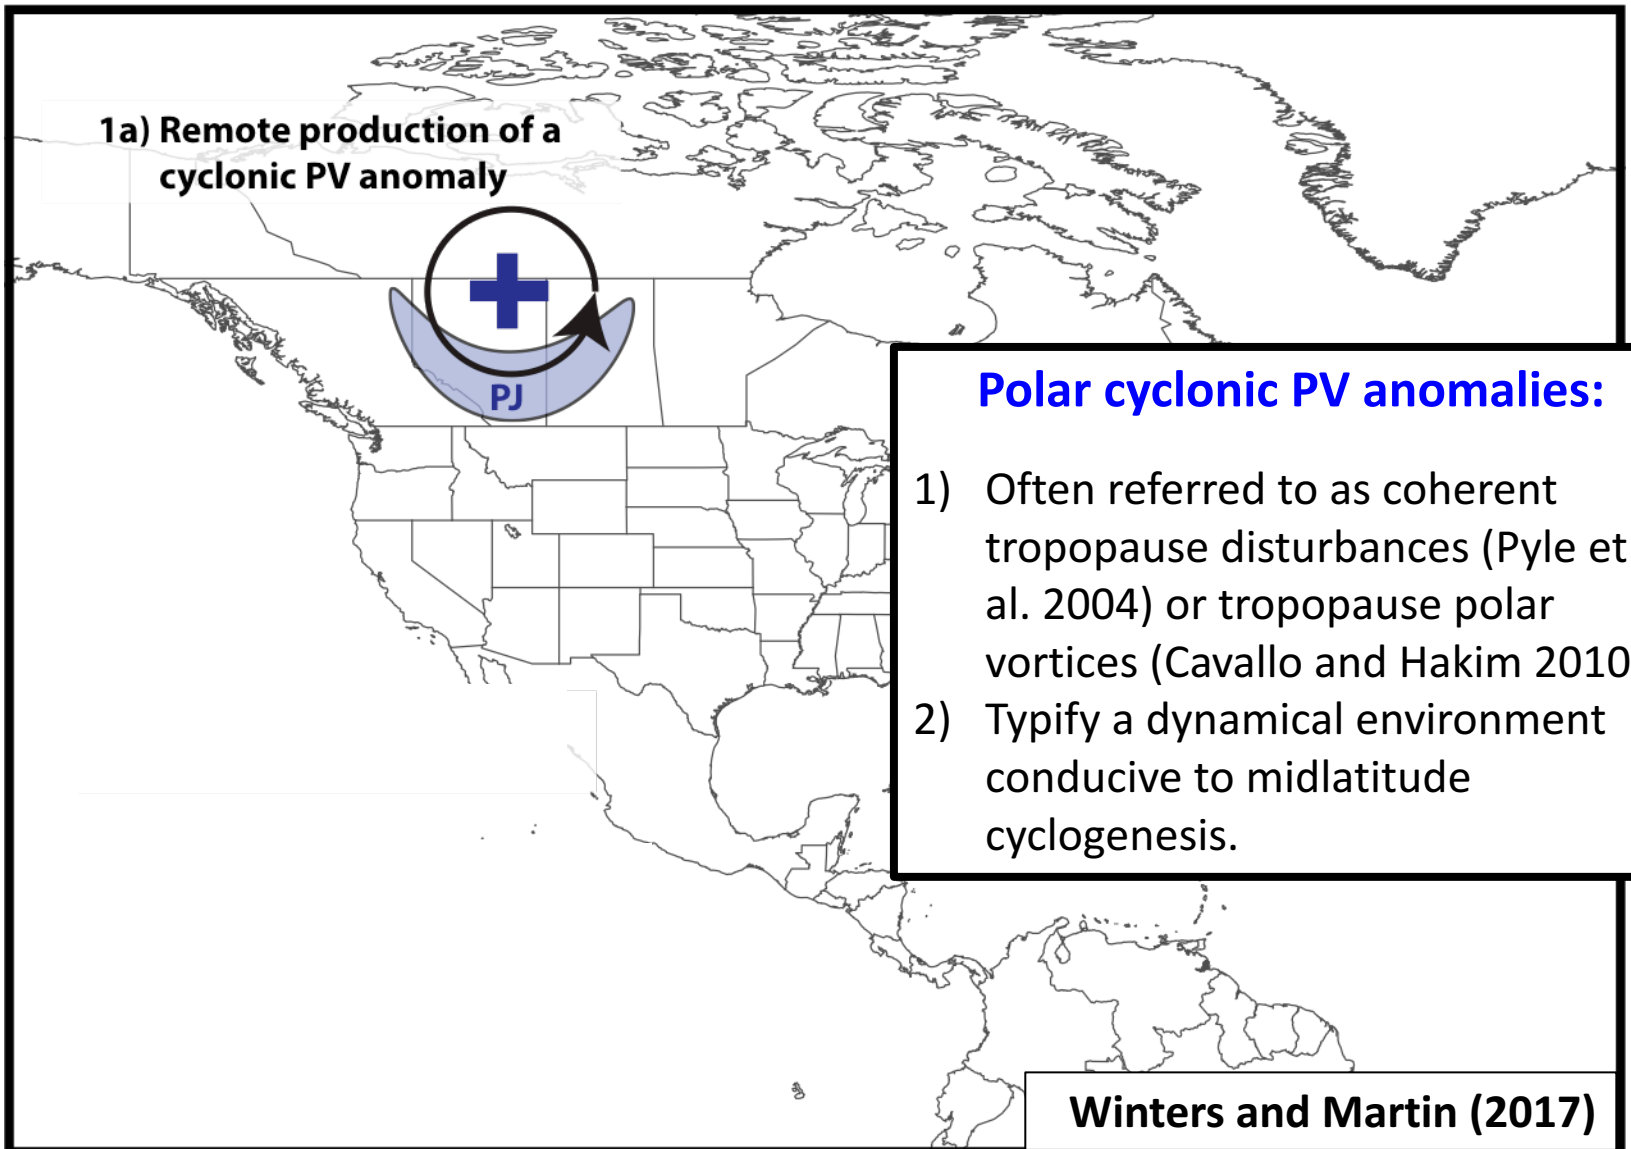 1a) Remote production of a
cyclonic PV anomaly
PJ
Polar cyclonic PV anomalies:
1) Often referred to as coherent
tropopause disturbances (Pyle et
al. 2004) or tropopause polar
vortices (Cavallo and Hakim 2010
2) Typify a dynamical environment
conducive to midlatitude
cyclogenesis.
Winters and Martin (2017)